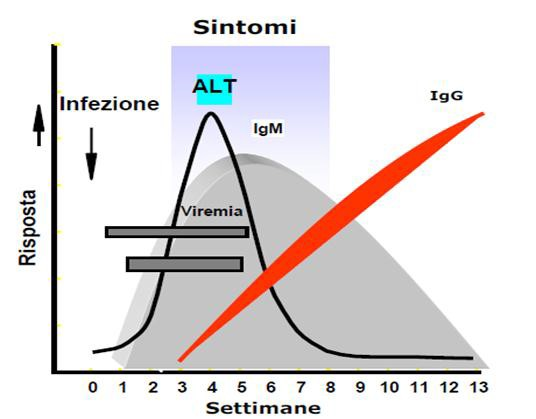 Sintomi
ALT
IgG
Infezione
IgM
Viremia
Risposta
0 1 2 3 4 5 6 7 8 9 10 11 12 13
Settimane